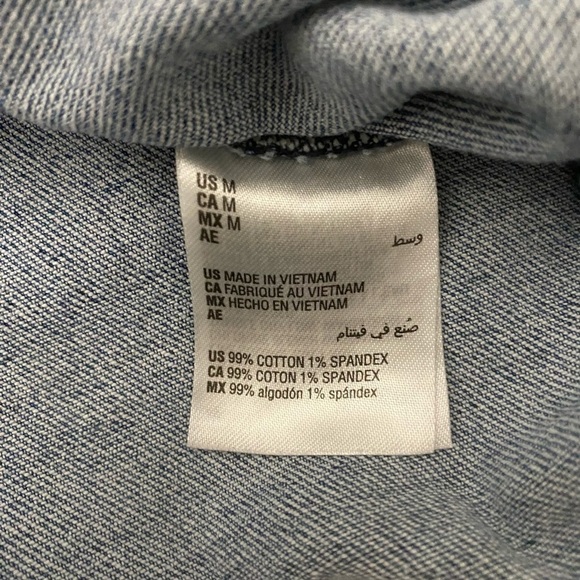 US M
CA M
MX M
AE وسط
US MADE IN VIETNAM
CA FABRIQUÉ AU VIETNAM
MX HECHO EN VIETNAM
AE
صُنع في فيتنام
US 99% COTTON 1% SPANDEX
CA 99% COTON 1% SPANDEX
MX 99% algodón 1% spándex